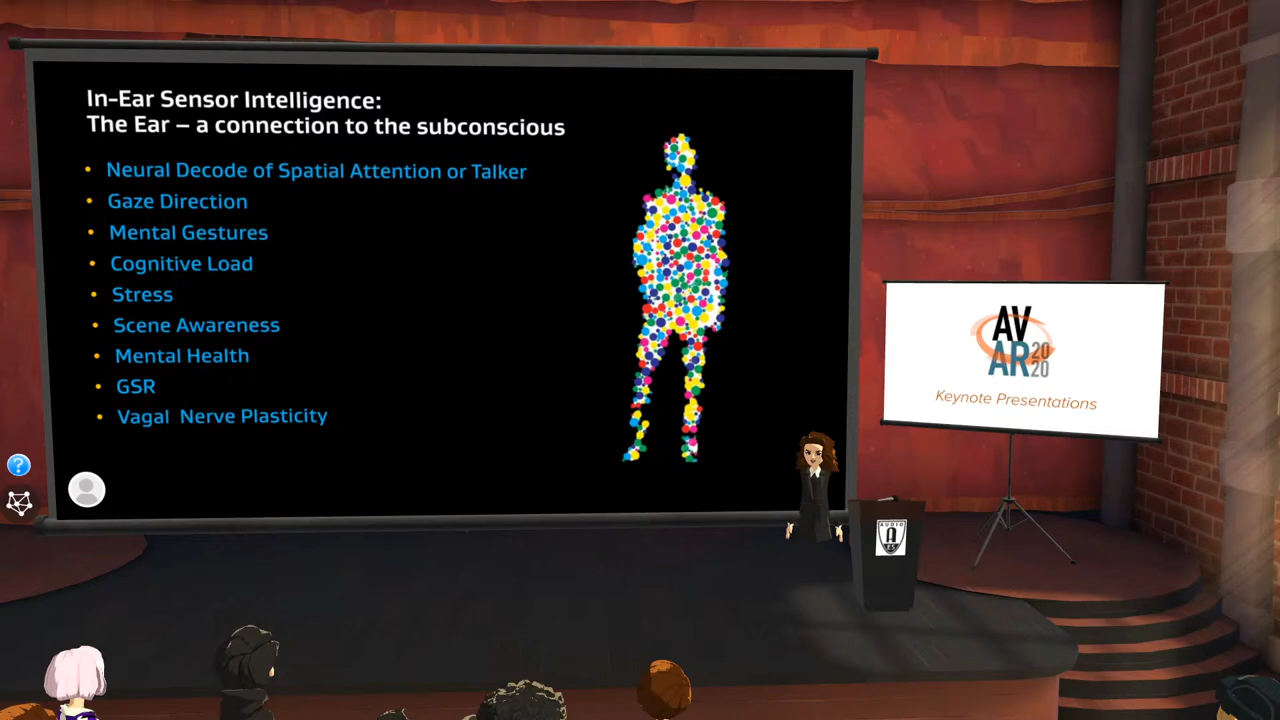 In-Ear Sensor Intelligence:
The Ear – a connection to the subconscious
• Neural Decode of Spatial Attention or Talker
• Gaze Direction
• Mental Gestures
• Cognitive Load
• Stress
• Scene Awareness
• Mental Health
• GSR
• Vagal Nerve Plasticity
?
AV
AR 20
20
Keynote Presentations
AUDIO
A
ES